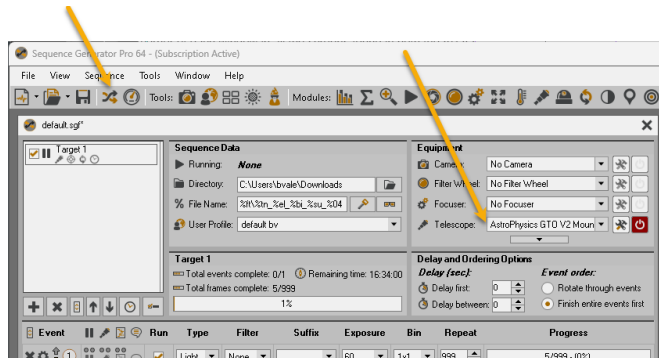 Sequence Generator Pro 64 - (Subscription Active)
File View Sequence Tools Window Help
Tools: Modules:
default.sgf*
Target 1
Sequence Data
Running: None
Directory: C:\Users\bvale\Downloads
File Name: %ft\%tn_%el_%bi_%su_%04
User Profile: default bv
Equipment
Camera: No Camera
Filter Wheel: No Filter Wheel
Focuser: No Focuser
Telescope: AstroPhysics GTO V2 Moun
Target 1
Total events complete: 0/1 Remaining time: 16:34:00
Total frames complete: 5/999
1%
Delay and Ordering Options
Delay (sec): Event order:
Delay first: 0 Rotate through events
Delay between: 0 Finish entire events first
Event Run Type Filter Suffix Exposure Bin Repeat Progress
1 Light None 60 1x1 999 5/999 - (0%)